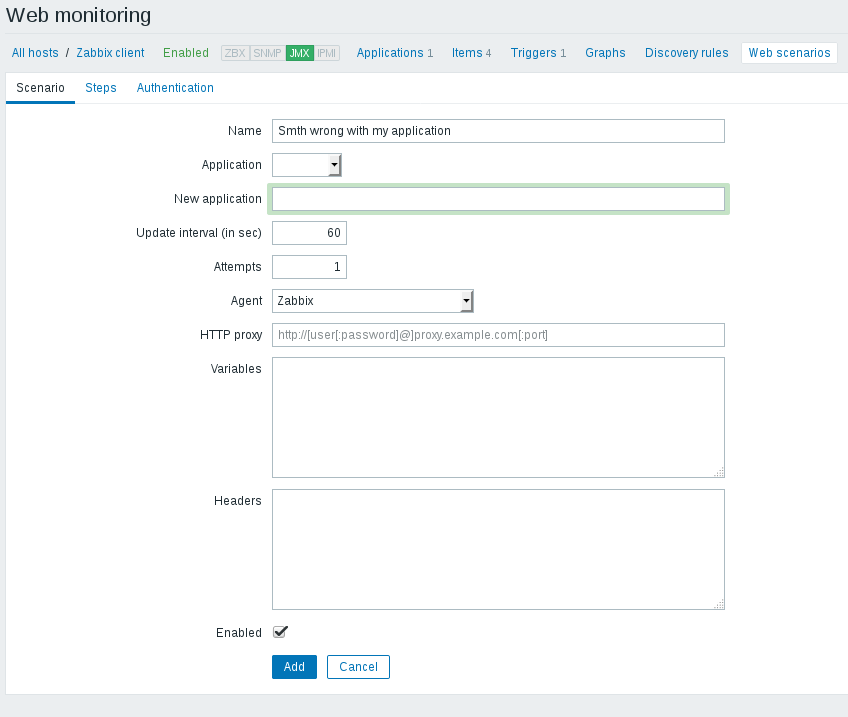 Web monitoring
All hosts / Zabbix client Enabled ZBX SNMP JMX IPMI Applications 1 Items 4 Triggers 1 Graphs Discovery rules Web scenarios
Scenario Steps Authentication
Name Smth wrong with my application
Application
New application
Update interval (in sec) 60
Attempts 1
Agent Zabbix
HTTP proxy http://[user[:password]@]proxy.example.com[:port]
Variables
Headers
Enabled
Add Cancel